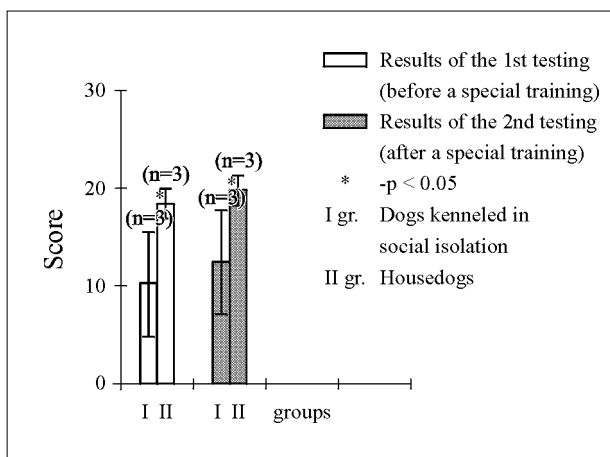 Results of the 1st testing
(before a special training)
Results of the 2nd testing
(after a special training)
* -p < 0.05
I gr. Dogs kenneled in
social isolation
II gr. Housedogs
Score
30
20
10
0
(n=3)
*
(n=3)
(n=3)
*
(n=3)
I II I II groups